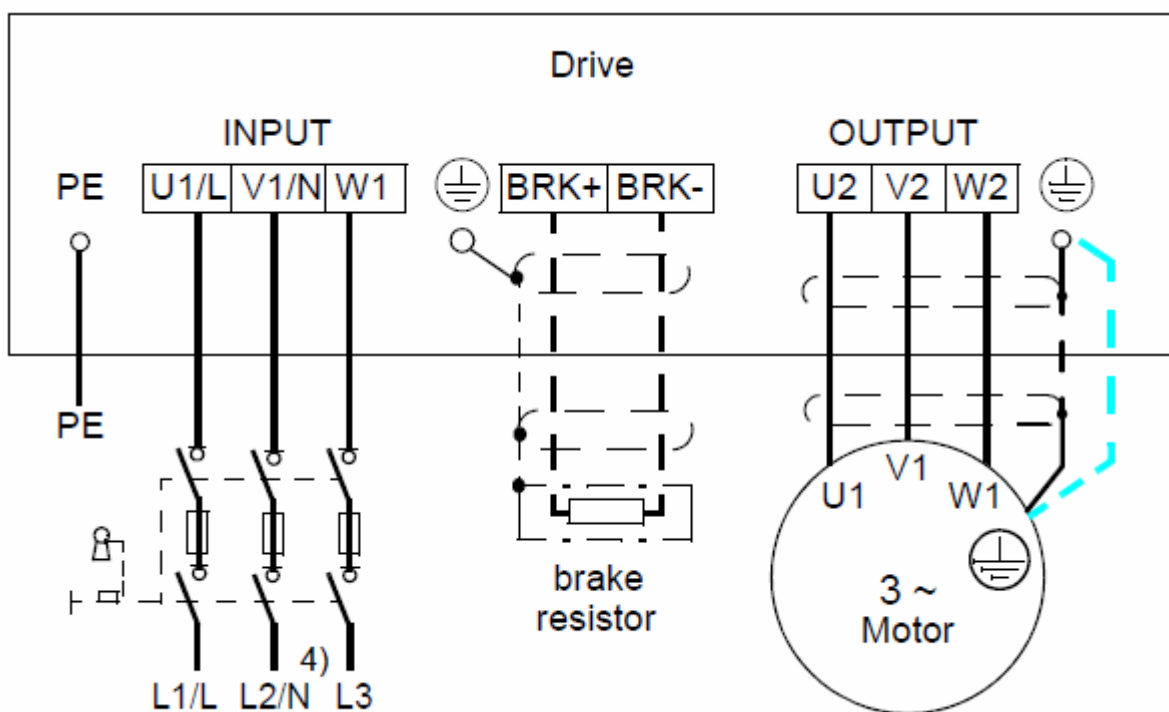 Drive
INPUT OUTPUT
PE U1/L V1/N W1 BRK+ BRK- U2 V2 W2
PE
V1
U1 W1
brake
resistor
3 ~
Motor
4)
L1/L L2/N L3